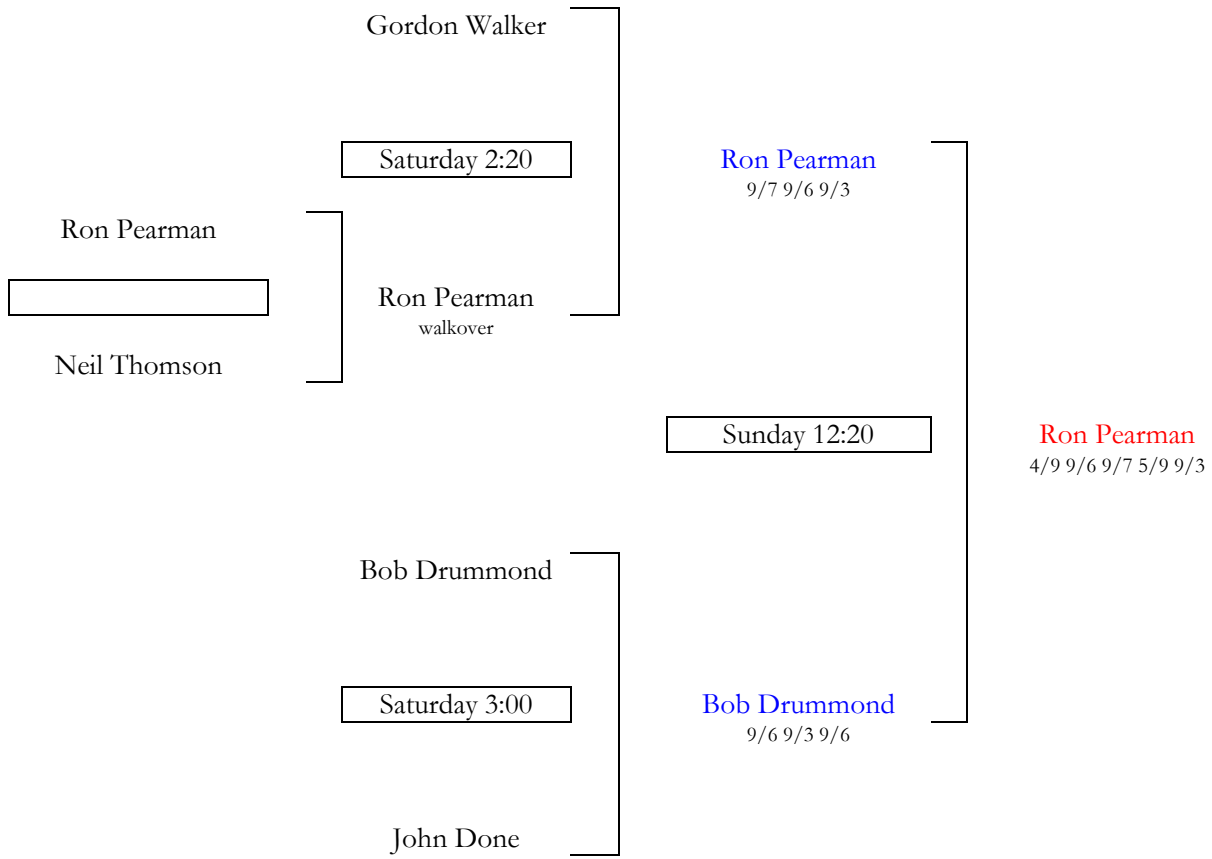 Gordon Walker
Saturday 2:20
Ron Pearman
9/7 9/6 9/3
Ron Pearman
Ron Pearman
walkover
Neil Thomson
Sunday 12:20
Ron Pearman
4/9 9/6 9/7 5/9 9/3
Bob Drummond
Saturday 3:00
Bob Drummond
9/6 9/3 9/6
John Done